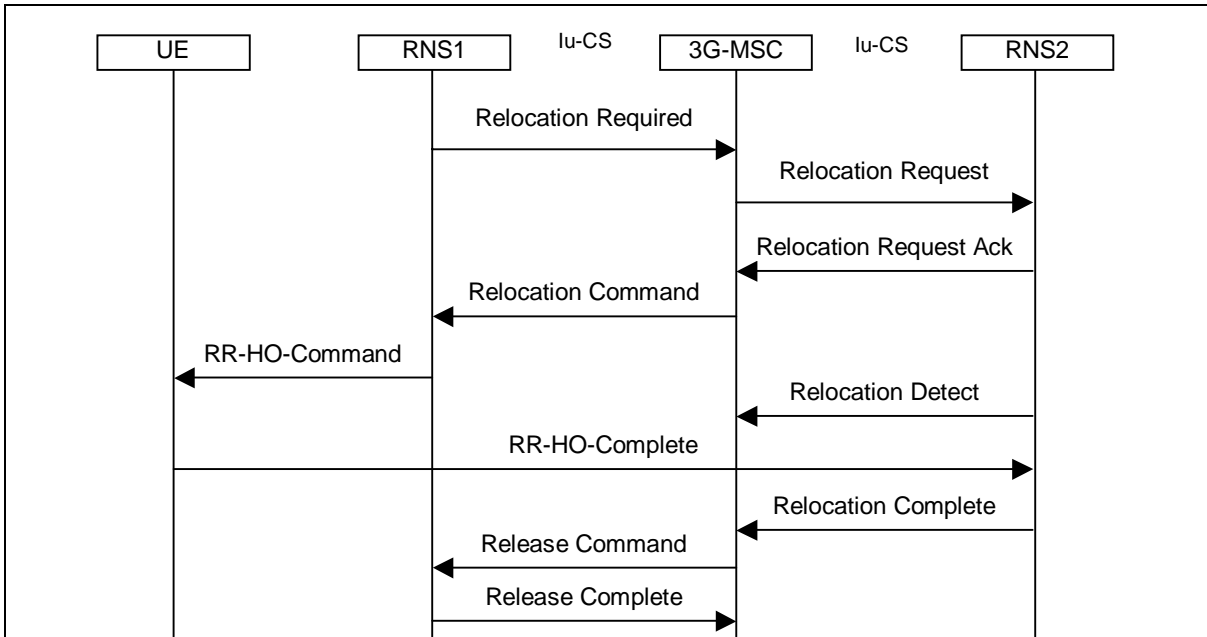 UE
RNS1
Iu-CS
3G-MSC
Iu-CS
RNS2
Relocation Required
Relocation Request
Relocation Request Ack
Relocation Command
RR-HO-Command
Relocation Detect
RR-HO-Complete
Relocation Complete
Release Command
Release Complete